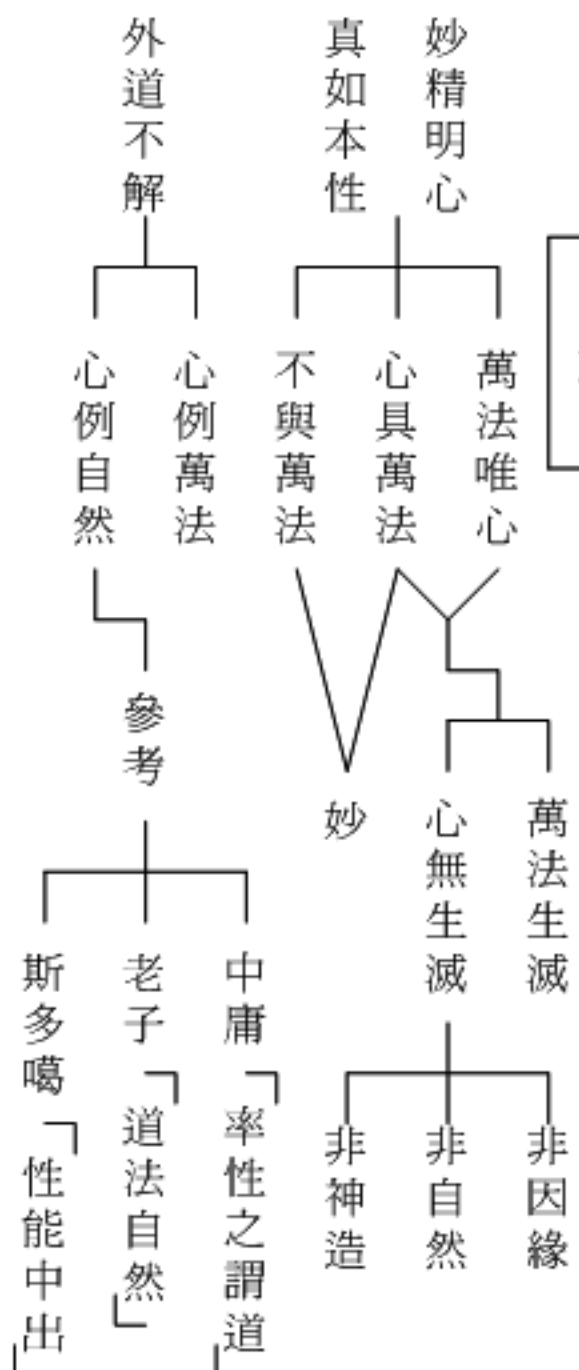 妙精明心
真如本性
萬法唯心
心具萬法
不與萬法
萬法生滅
心無生滅
妙
非因緣
非自然
非神造
外道不解
心例萬法
心例自然
參考
中庸「率性之謂道
老子「道法自然」
斯多噶「性能中出